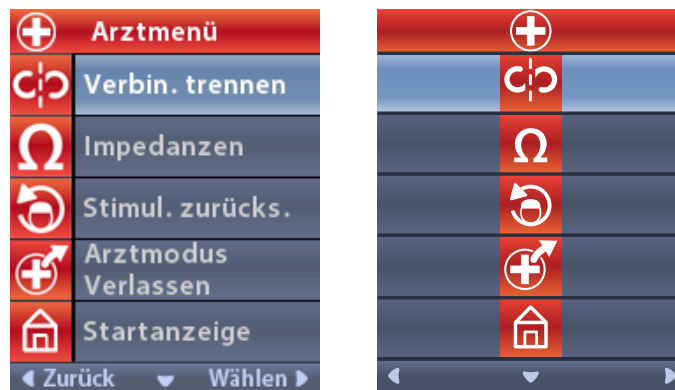 Arztmenü
Verbin. trennen
Ω Impedanzen
Stimul. zurücks.
Arztmodus
Verlassen
Startanzeige
Zurück Wählen
Ω